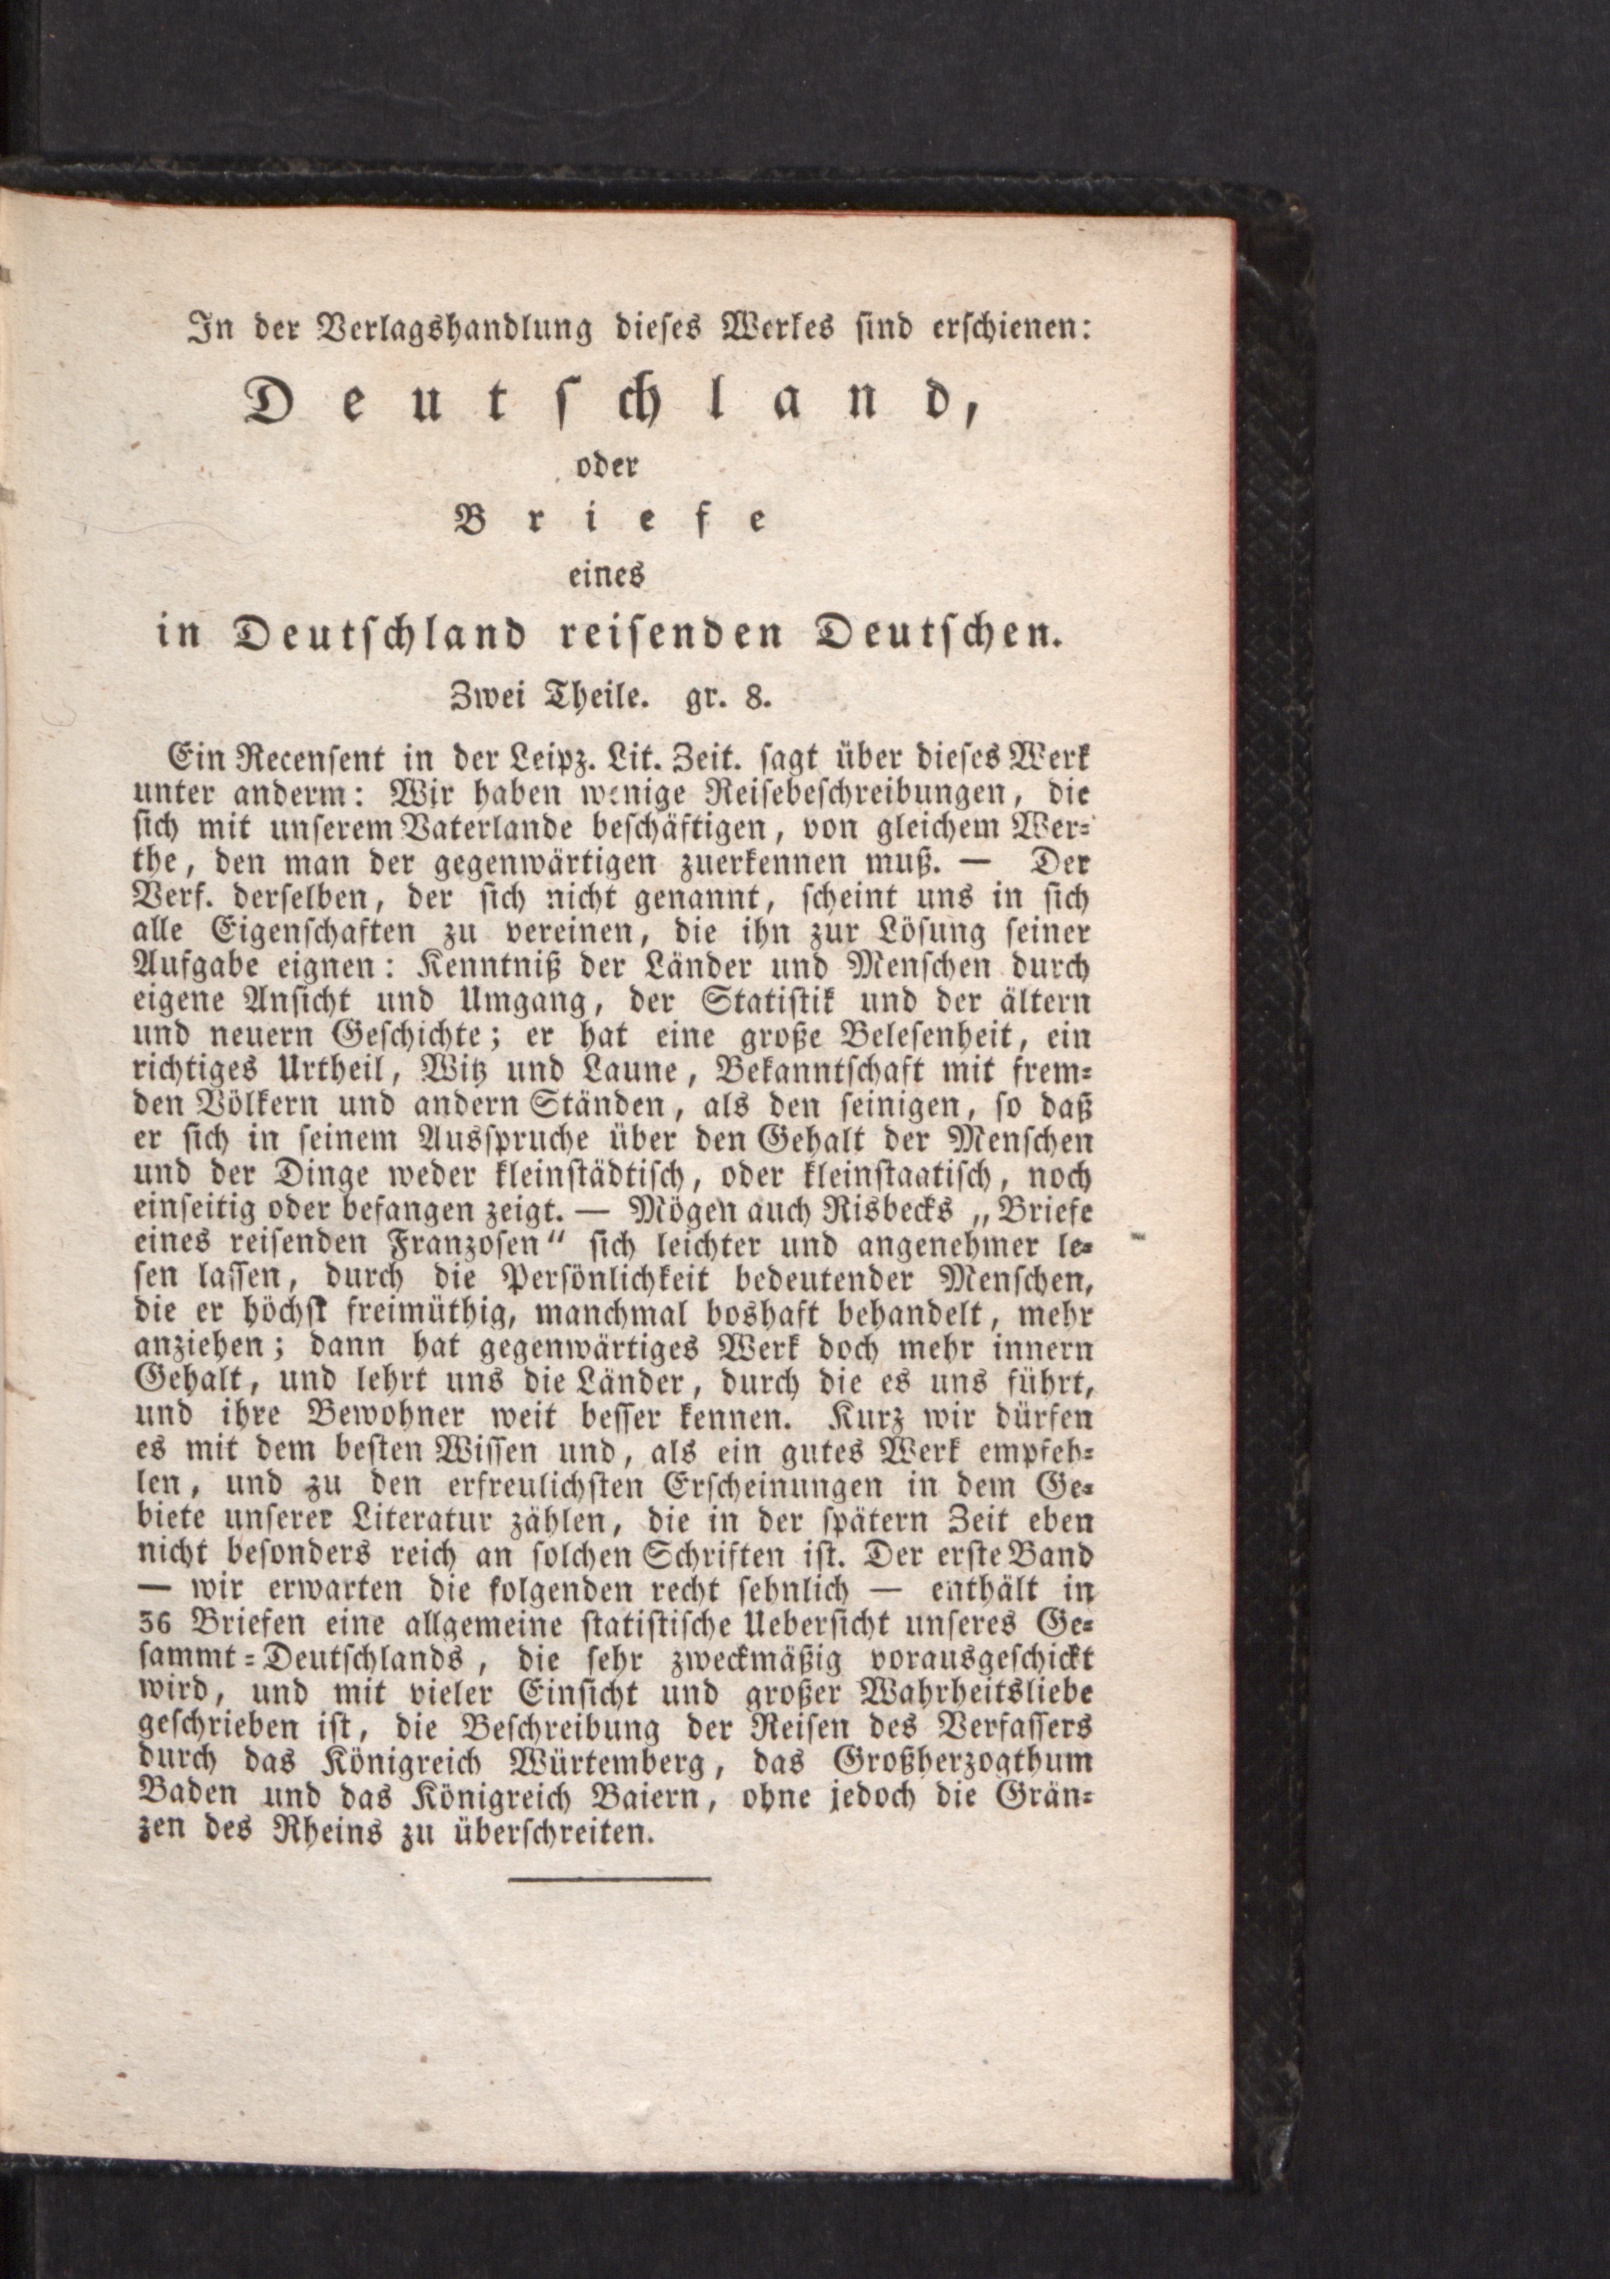 In der Verlagshandlung dieses Werkes sind erschienen:
Deutschland,
oder
Briefe
eines
in Deutschland reisenden Deutschen.
Zwei Theile. gr. 8.
Ein Recensent in der Leipz. Lit. Zeit. sagt über dieses Werk
unter anderm: Wir haben wenige Reisebeschreibungen, die
sich mit unserem Vaterlande beschäftigen, von gleichem Wer-
the, den man der gegenwärtigen zuerkennen muß. — Der
Verf. derselben, der sich nicht genannt, scheint uns in sich
alle Eigenschaften zu vereinen, die ihn zur Lösung seiner
Aufgabe eignen: Kenntniß der Länder und Menschen durch
eigene Ansicht und Umgang, der Statistik und der ältern
und neuern Geschichte; er hat eine große Belesenheit, ein
richtiges Urtheil, Witz und Laune, Bekanntschaft mit frem-
den Völkern und andern Ständen, als den seinigen, so daß
er sich in seinem Ausspruche über den Gehalt der Menschen
und der Dinge weder kleinstädtisch, oder kleinstaatisch, noch
einseitig oder befangen zeigt. — Mögen auch Risbecks „Briefe
eines reisenden Franzosen“ sich leichter und angenehmer le-
sen lassen, durch die Persönlichkeit bedeutender Menschen,
die er höchst freimüthig, manchmal boshaft behandelt, mehr
anziehen; dann hat gegenwärtiges Werk doch mehr innern
Gehalt, und lehrt uns die Länder, durch die es uns führt,
und ihre Bewohner weit besser kennen. Kurz wir dürfen
es mit dem besten Wissen und, als ein gutes Werk empfeh-
len, und zu den erfreulichsten Erscheinungen in dem Ge-
biete unserer Literatur zählen, die in der spätern Zeit eben
nicht besonders reich an solchen Schriften ist. Der erste Band
— wir erwarten die folgenden recht sehnlich — enthält in
36 Briefen eine allgemeine statistische Uebersicht unseres Ge-
sammt-Deutschlands, die sehr zweckmäßig vorausgeschickt
wird, und mit vieler Einsicht und großer Wahrheitsliebe
geschrieben ist, die Beschreibung der Reisen des Verfassers
durch das Königreich Würtemberg, das Großherzogthum
Baden und das Königreich Baiern, ohne jedoch die Grän-
zen des Rheins zu überschreiten.